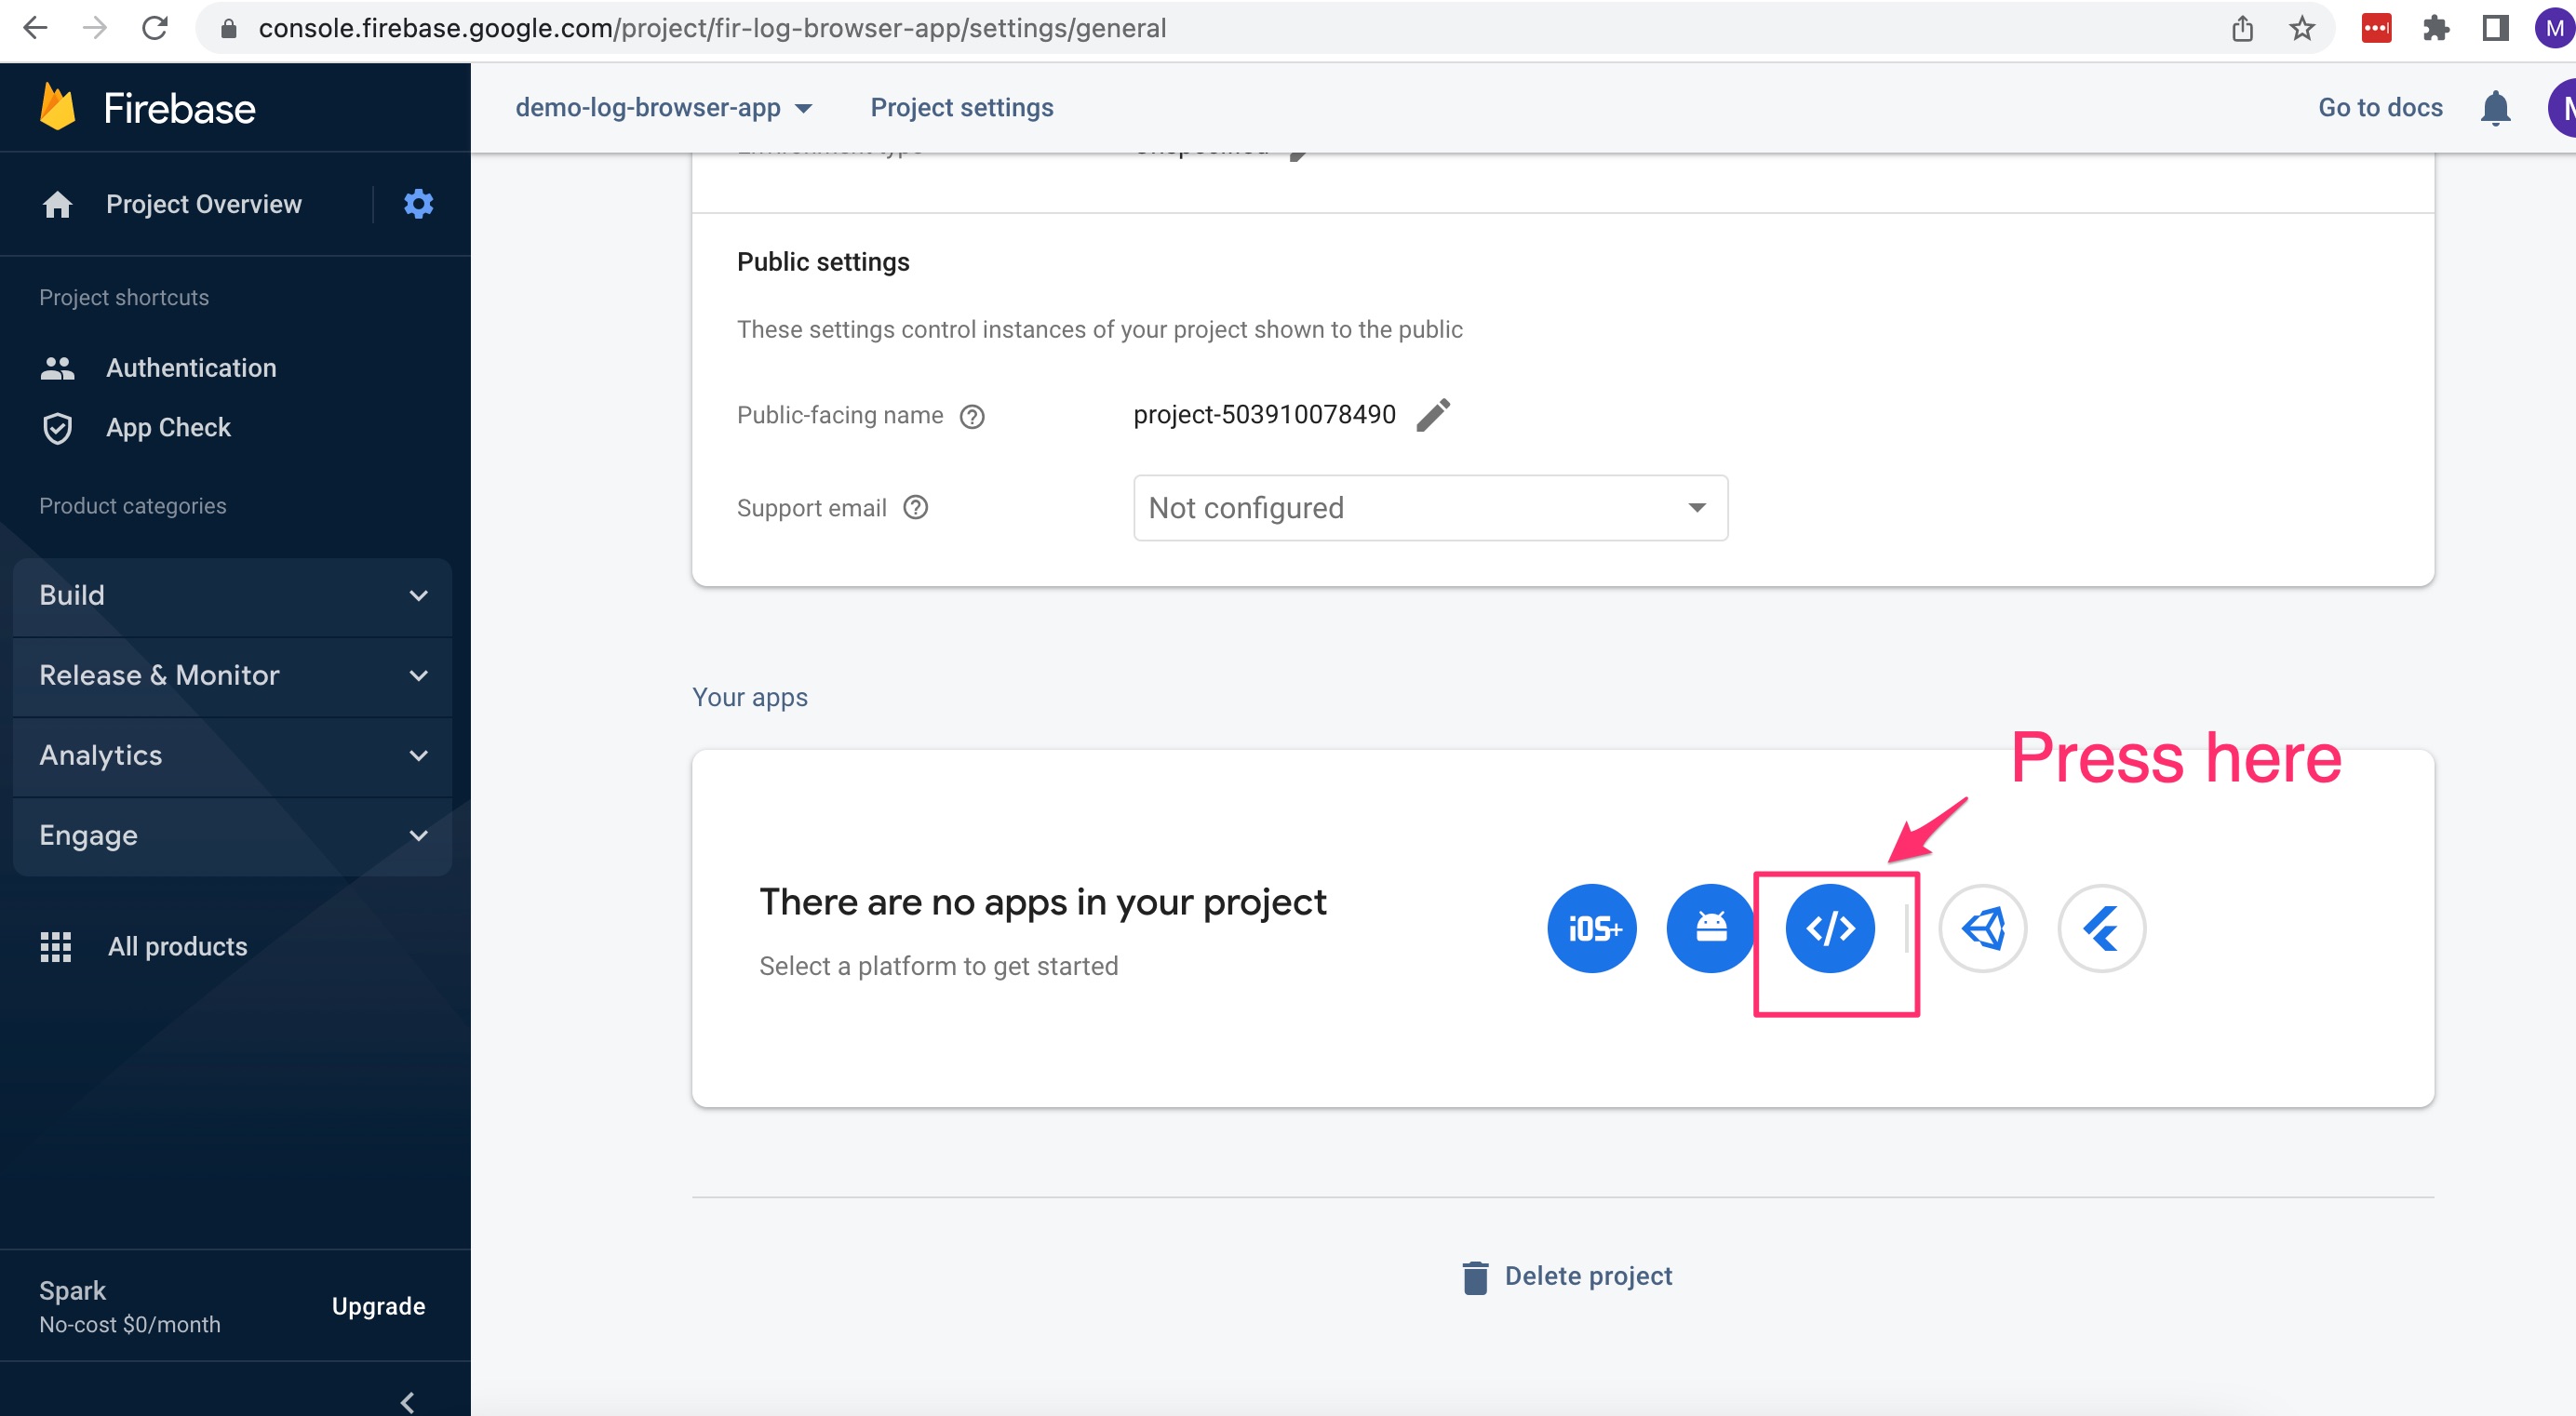 console.firebase.google.com/project/fir-log-browser-app/settings/general
M
Firebase
demo-log-browser-app
Project settings
Go to docs
Project Overview
Project shortcuts
Authentication
App Check
Product categories
Build
Release & Monitor
Analytics
Engage
All products
Spark
No-cost $0/month
Upgrade
Public settings
These settings control instances of your project shown to the public
Public-facing name
project-503910078490
Support email
Not configured
Your apps
Press here
There are no apps in your project
Select a platform to get started
iOS+
</>
Delete project